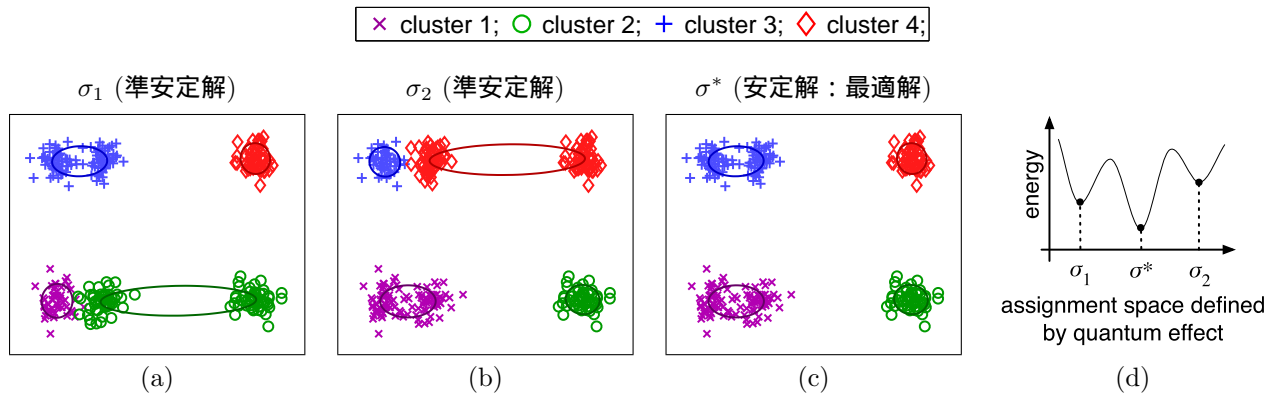 × cluster 1; ○ cluster 2; + cluster 3; ◇ cluster 4;
σ₁ (準安定解)
σ₂ (準安定解)
σ* (安定解：最適解)
energy
σ₁ σ* σ₂
assignment space defined
by quantum effect
(a) (b) (c) (d)